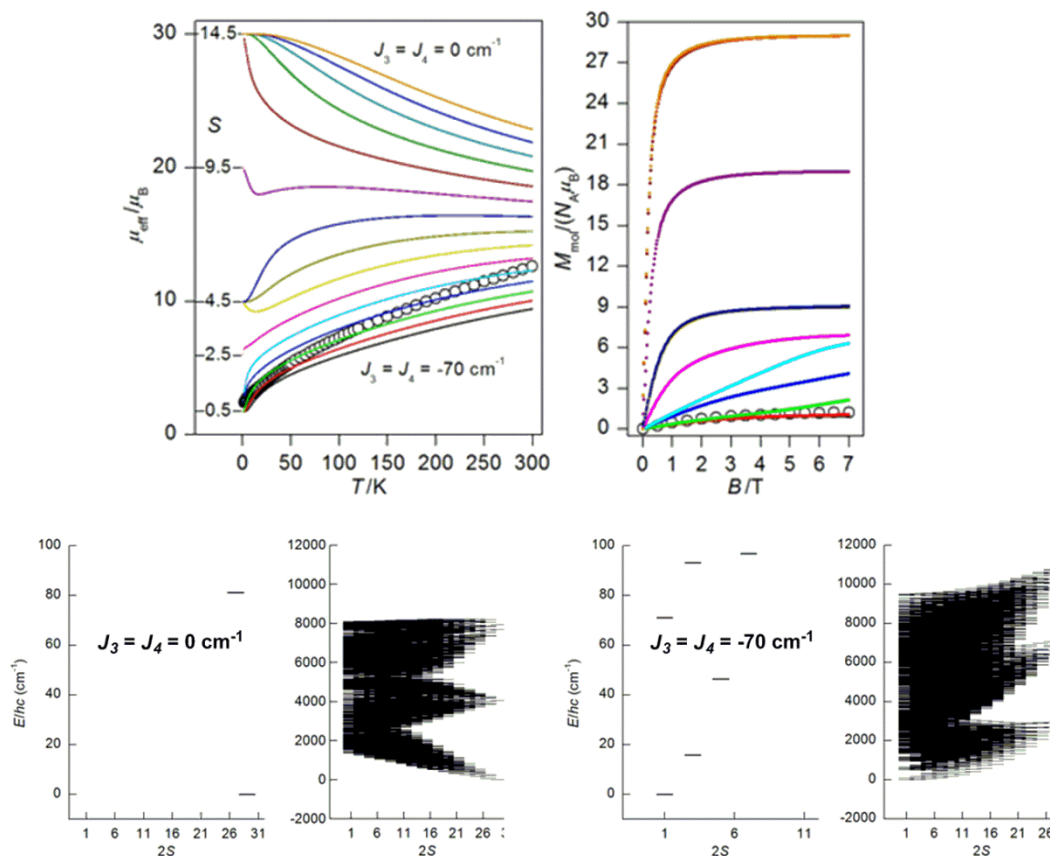 30
14.5
J₃ = J₄ = 0 cm⁻¹
S
20
9.5
μeff/μB
10
4.5
2.5
J₃ = J₄ = -70 cm⁻¹
0.5
0
0 50 100 150 200 250 300
T/K
30
27
24
21
18
15
12
9
6
3
0
Mmol/(NAμB)
0 1 2 3 4 5 6 7
B/T
100
80
60
40
20
0
E/hc (cm⁻¹)
J₃ = J₄ = 0 cm⁻¹
1 6 11 16 21 26 31
2S
12000
10000
8000
6000
4000
2000
0
-2000
1 6 11 16 21 26
2S
100
80
60
40
20
0
E/hc (cm⁻¹)
J₃ = J₄ = -70 cm⁻¹
1 6 11
2S
12000
10000
8000
6000
4000
2000
0
-2000
1 6 11 16 21 26
2S